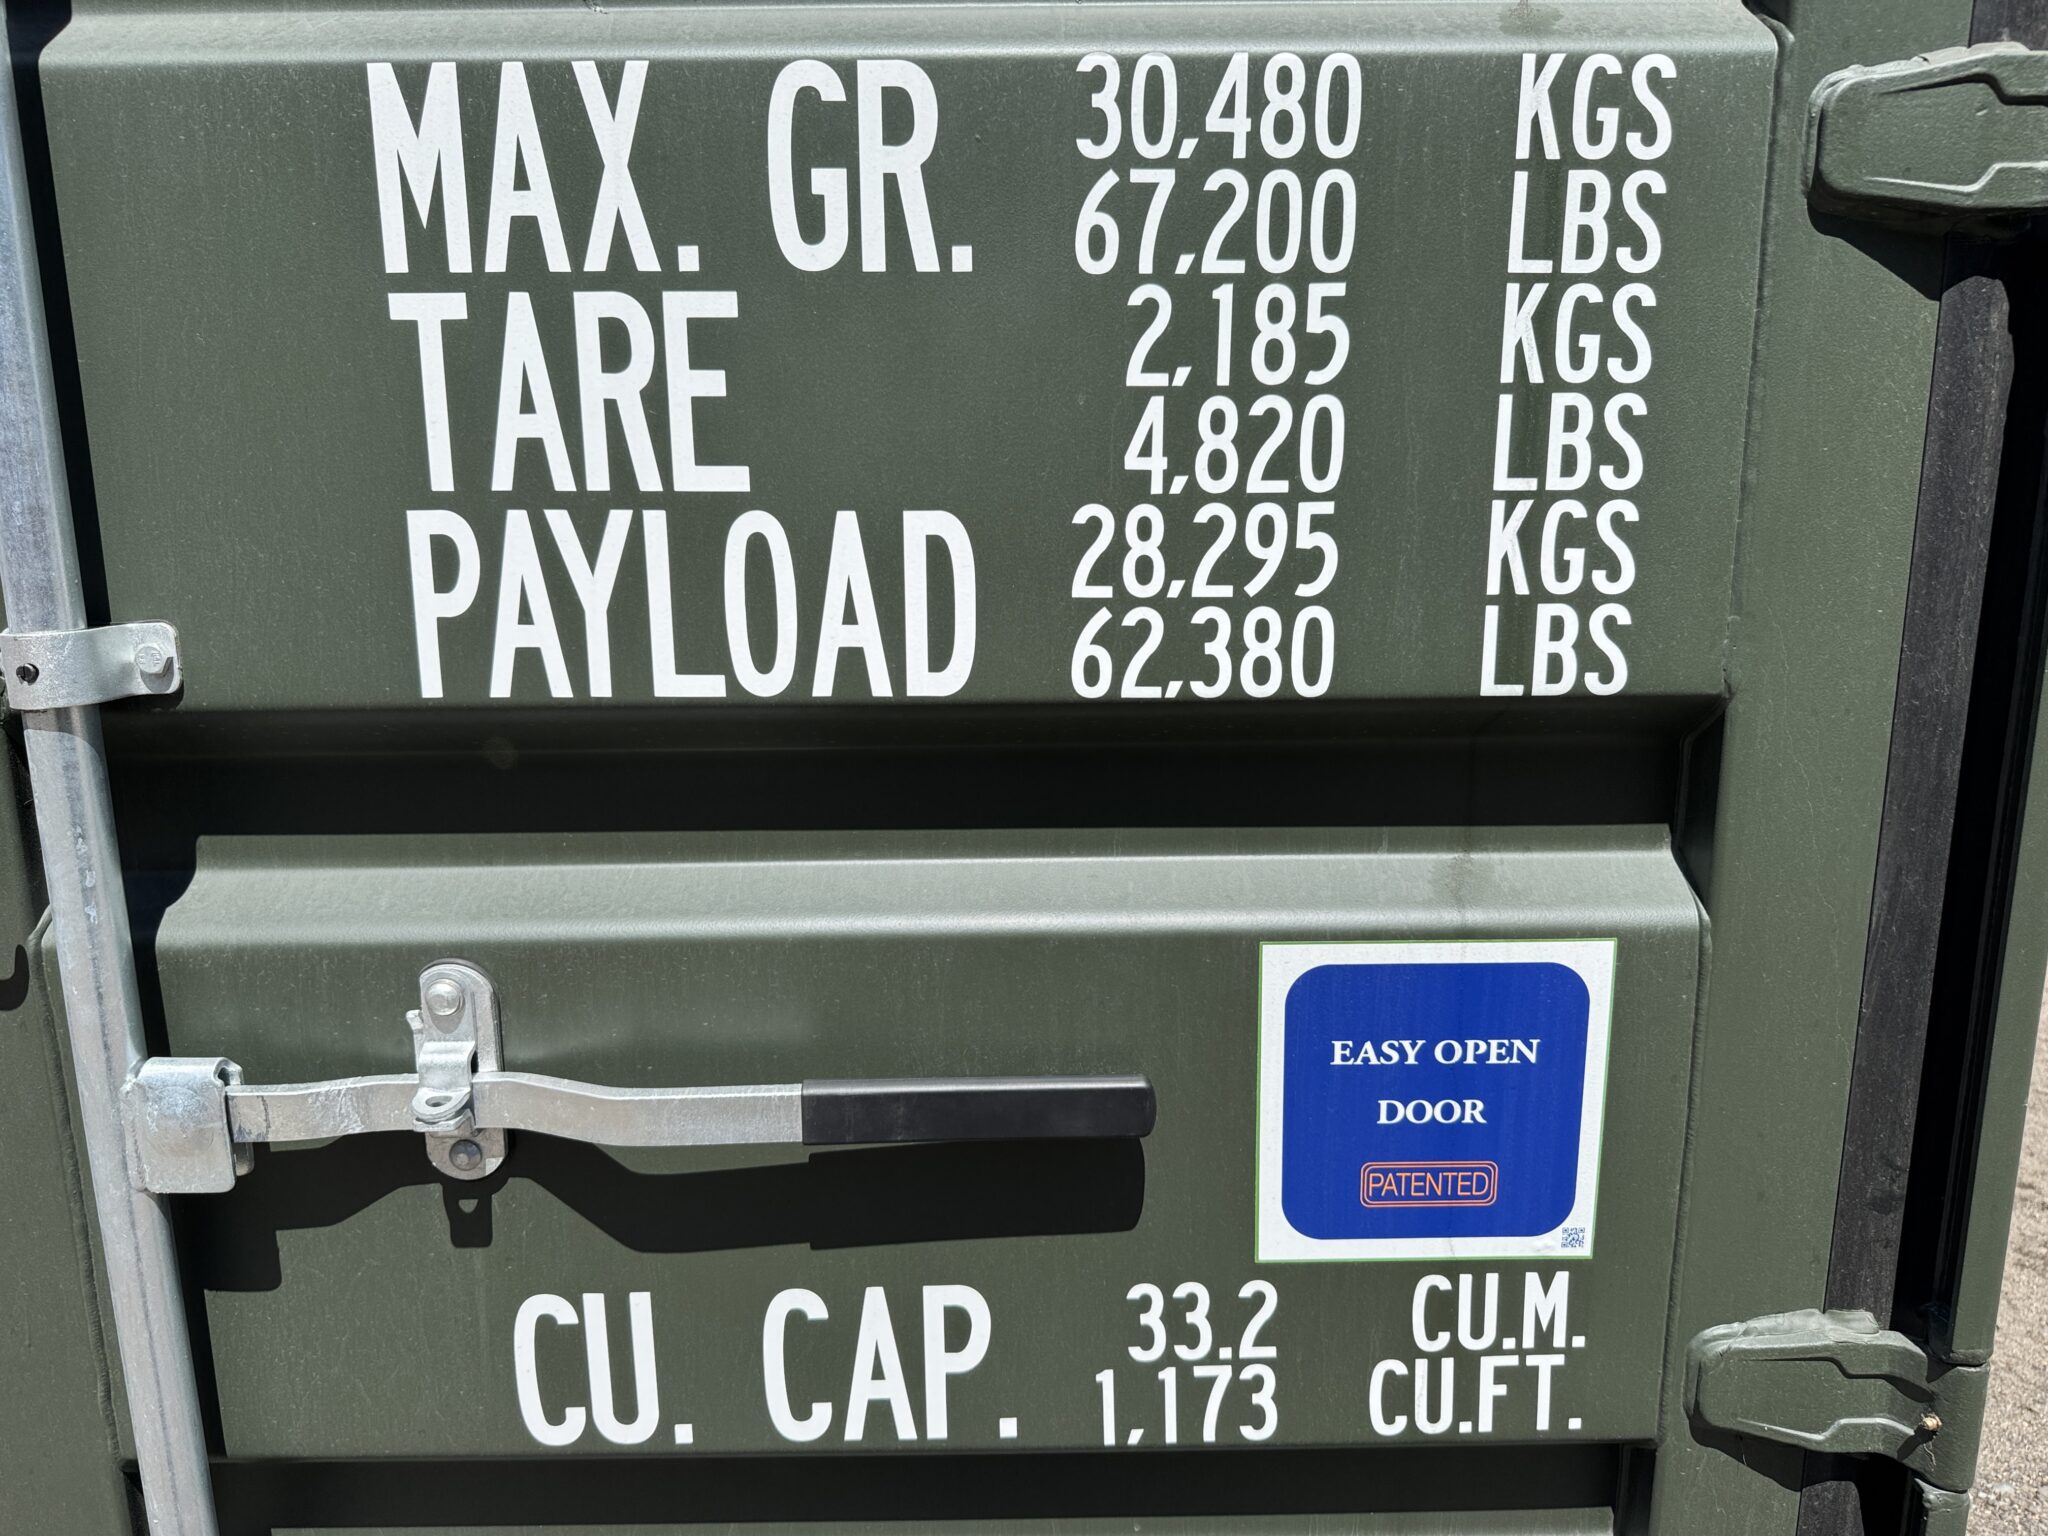 MAX. GR. 30,480 KGS
67,200 LBS
TARE 2,185 KGS
4,820 LBS
PAYLOAD 28,295 KGS
62,380 LBS
EASY OPEN
DOOR
PATENTED
CU. CAP. 33.2 CU.M.
1,173 CU.FT.